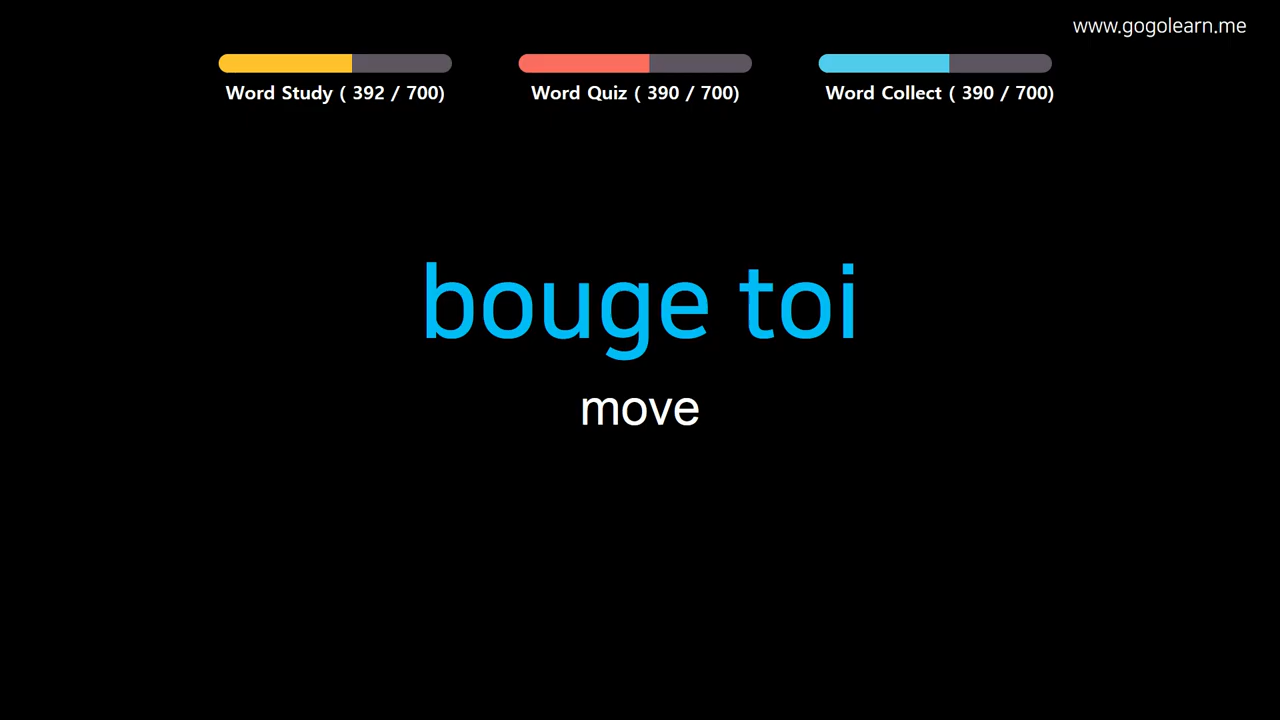 www.gogolearn.me
Word Study ( 392 / 700)
Word Quiz ( 390 / 700)
Word Collect ( 390 / 700)
bouge toi
move